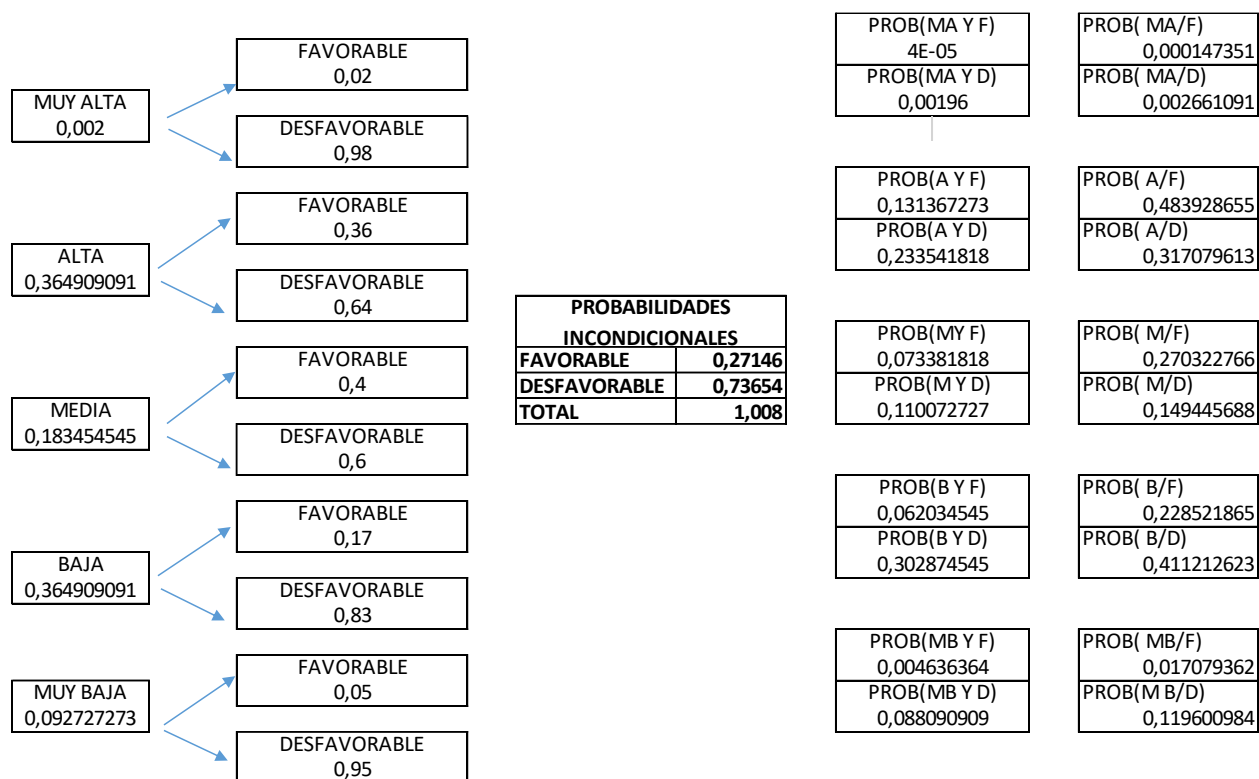 MUY ALTA
0,002
FAVORABLE
0,02
DESFAVORABLE
0,98
ALTA
0,364909091
FAVORABLE
0,36
DESFAVORABLE
0,64
MEDIA
0,183454545
FAVORABLE
0,4
DESFAVORABLE
0,6
BAJA
0,364909091
FAVORABLE
0,17
DESFAVORABLE
0,83
MUY BAJA
0,092727273
FAVORABLE
0,05
DESFAVORABLE
0,95
PROBABILIDADES
INCONDICIONALES
FAVORABLE 0,27146
DESFAVORABLE 0,73654
TOTAL 1,008
PROB(MA Y F)
4E-05
PROB(MA Y D)
0,00196
PROB( MA/F)
0,000147351
PROB( MA/D)
0,002661091
PROB(A Y F)
0,131367273
PROB(A Y D)
0,233541818
PROB( A/F)
0,483928655
PROB( A/D)
0,317079613
PROB(MY F)
0,073381818
PROB(M Y D)
0,110072727
PROB( M/F)
0,270322766
PROB( M/D)
0,149445688
PROB(B Y F)
0,062034545
PROB(B Y D)
0,302874545
PROB( B/F)
0,228521865
PROB( B/D)
0,411212623
PROB(MB Y F)
0,004636364
PROB(MB Y D)
0,088090909
PROB( MB/F)
0,017079362
PROB(M B/D)
0,119600984